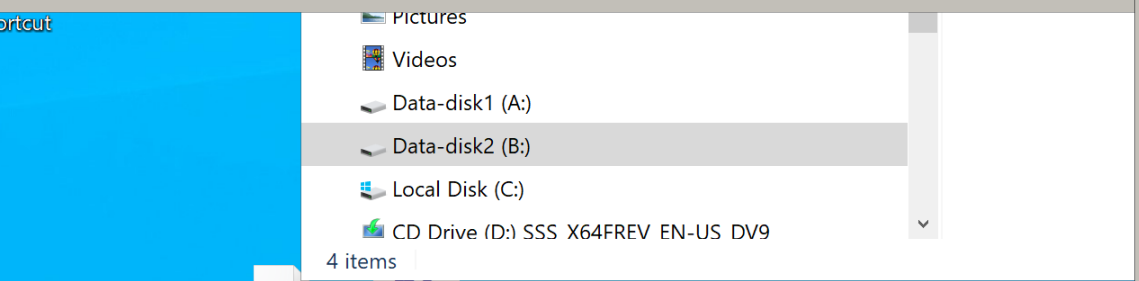 ortcut
Pictures
Videos
Data-disk1 (A:)
Data-disk2 (B:)
Local Disk (C:)
CD Drive (D:) SSS_X64FREV_EN-US_DV9
4 items